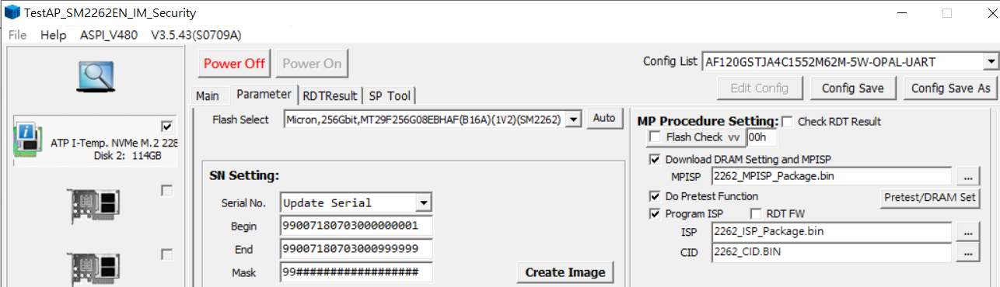 TestAP_SM2262EN_IM_Security
File Help ASPI_V480 V3.5.43(S0709A)
Power Off Power On
Config List AF120GSTJA4C1552M62M-5W-OPAL-UART
Edit Config Config Save Config Save As
Main Parameter RDTResult SP Tool
Flash Select Micron,256Gbit,MT29F256G08EBHAF(B16A)(1V2)(SM2262) Auto
ATP I-Temp. NVMe M.2 228
Disk 2: 114GB
SN Setting:
Serial No. Update Serial
Begin 99007180703000000001
End 99007180703000999999
Mask 99##################
Create Image
MP Procedure Setting: Check RDT Result
Flash Check vv 00h
Download DRAM Setting and MPISP
MPISP 2262_MPISP_Package.bin ...
Do Pretest Function Pretest/DRAM Set
Program ISP RDT FW
ISP 2262_ISP_Package.bin ...
CID 2262_CID.BIN ...